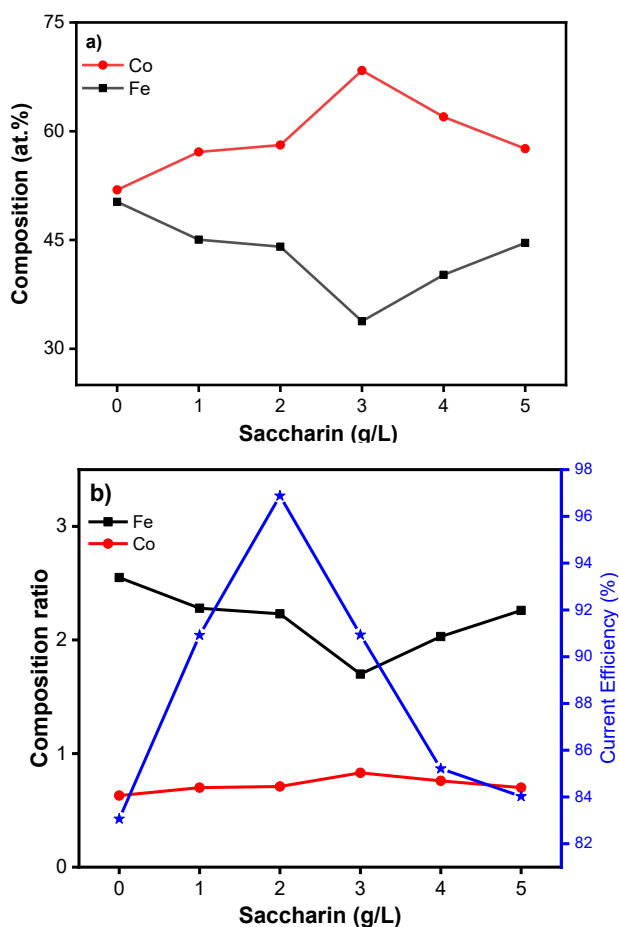 a)
Co
Fe
Composition (at.%)
75
60
45
30
0 1 2 3 4 5
Saccharin (g/L)
b)
Fe
Co
Composition ratio
3
2
1
0
98
96
94
92
90
88
86
84
82
Current Efficiency (%)
0 1 2 3 4 5
Saccharin (g/L)